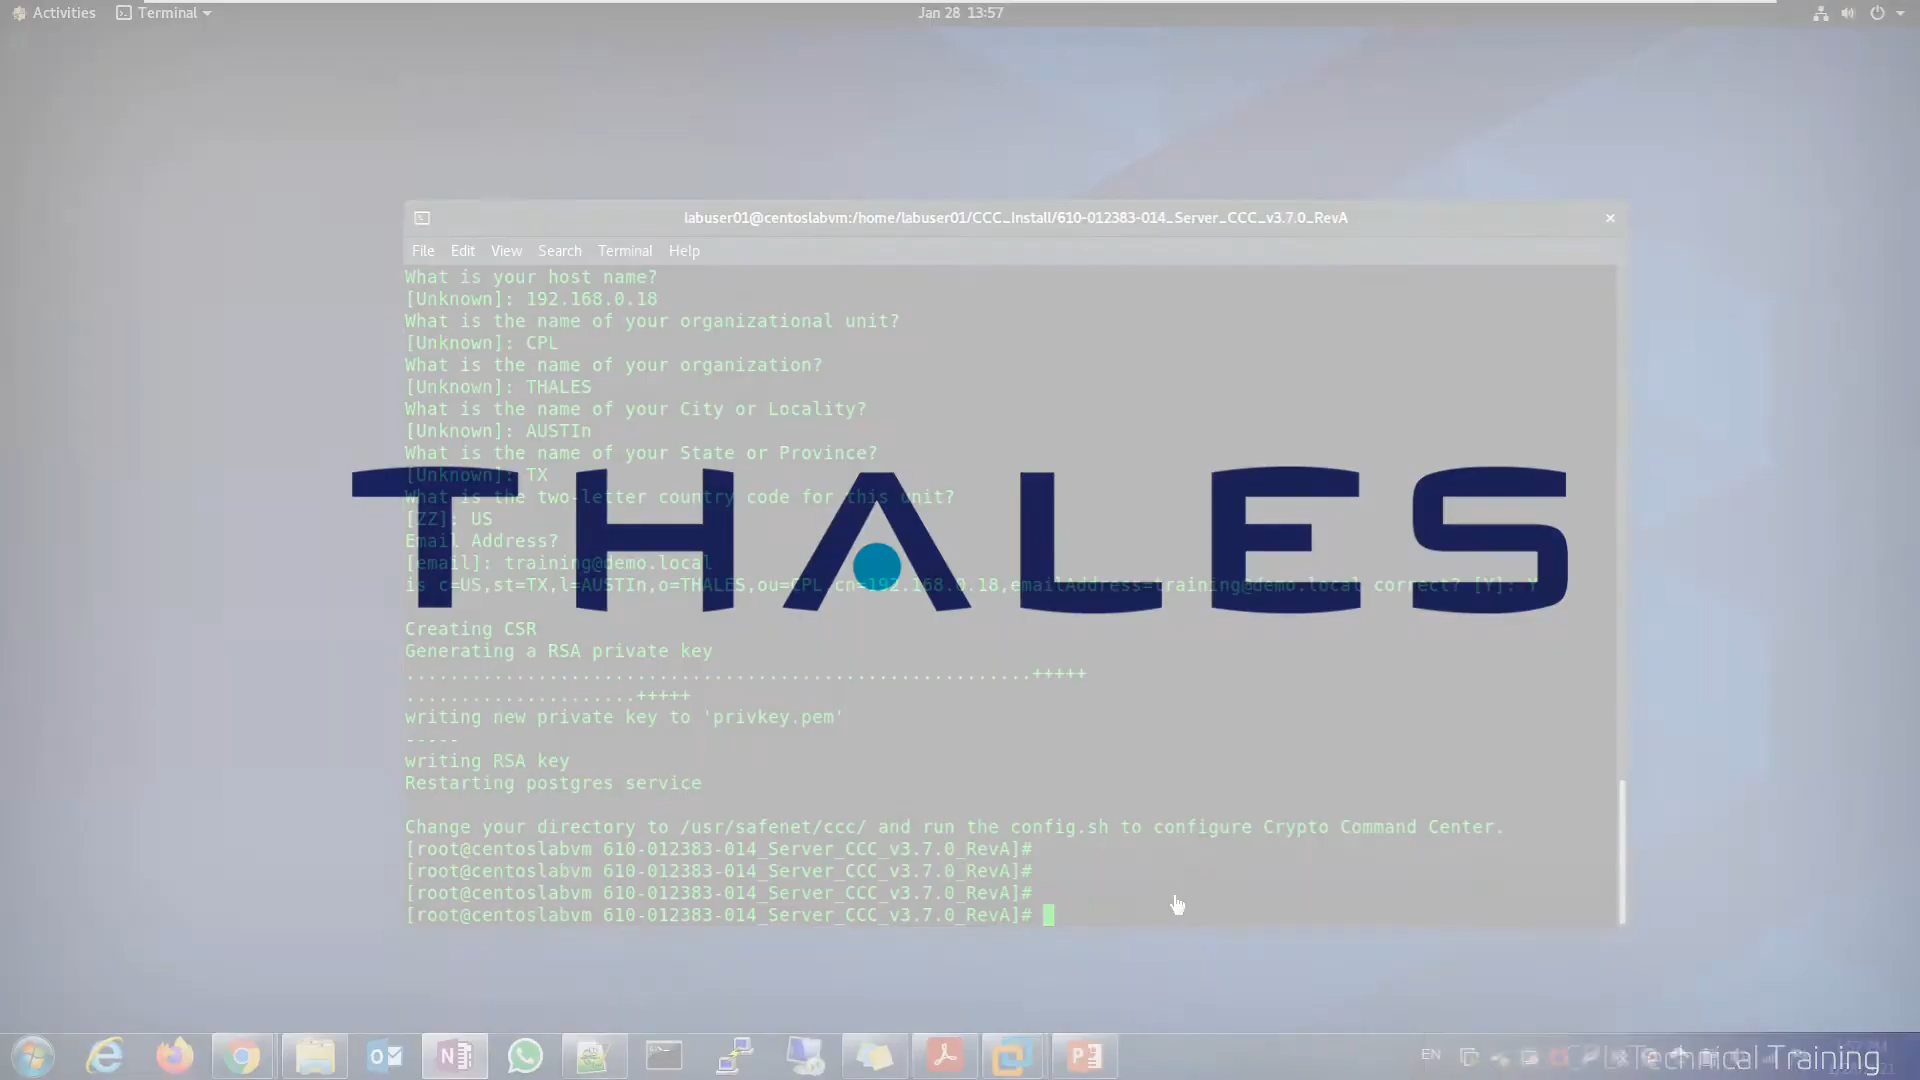 Activities Terminal Jan 28 13:57
labuser01@centoslabvm:/home/labuser01/CCC_Install/610-012383-014_Server_CCC_v3.7.0_RevA ×
File Edit View Search Terminal Help
What is your host name?
[Unknown]: 192.168.0.18
What is the name of your organizational unit?
[Unknown]: CPL
What is the name of your organization?
[Unknown]: THALES
What is the name of your City or Locality?
[Unknown]: AUSTIn
What is the name of your State or Province?
[Unknown]: TX
What is the two-letter country code for this unit?
[ZZ]: US
Email Address?
[email]: training@demo.local
is c=US,st=TX,l=AUSTIn,o=THALES,ou=CPL,cn=192.168.0.18,emailAddress=training@demo.local correct? [Y]: Y
THALES
Creating CSR
Generating a RSA private key
.........................................................+++++
.....................+++++
writing new private key to 'privkey.pem'
-----
writing RSA key
Restarting postgres service
Change your directory to /usr/safenet/ccc/ and run the config.sh to configure Crypto Command Center.
[root@centoslabvm 610-012383-014_Server_CCC_v3.7.0_RevA]#
[root@centoslabvm 610-012383-014_Server_CCC_v3.7.0_RevA]#
[root@centoslabvm 610-012383-014_Server_CCC_v3.7.0_RevA]#
[root@centoslabvm 610-012383-014_Server_CCC_v3.7.0_RevA]#
EN
CPL Technical Training